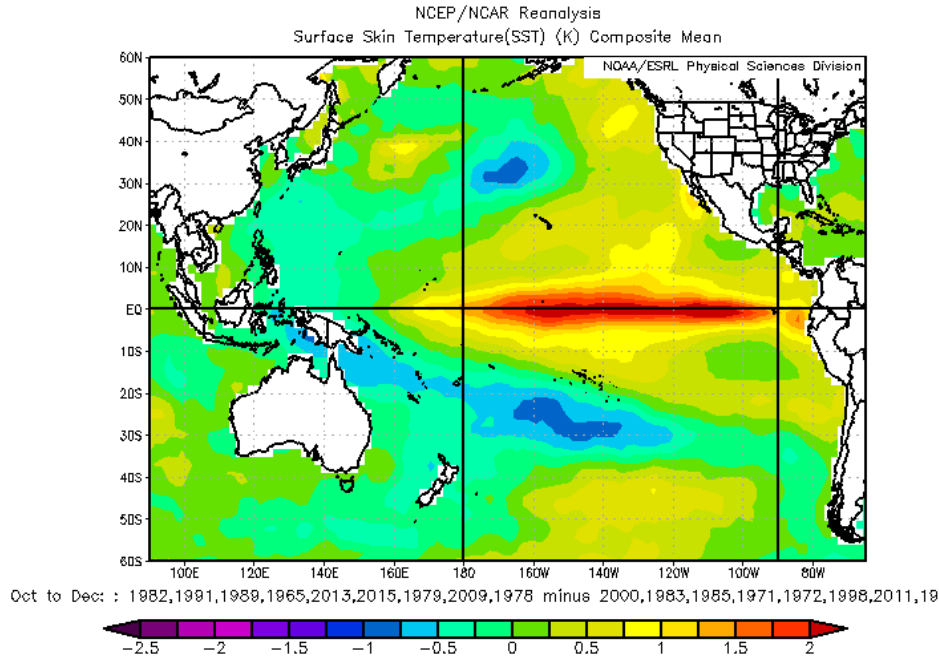 NCEP/NCAR Reanalysis
Surface Skin Temperature(SST) (K) Composite Mean
NOAA/ESRL Physical Sciences Division
60N
50N
40N
30N
20N
10N
EQ
10S
20S
30S
40S
50S
60S
100E 120E 140E 160E 180 160W 140W 120W 100W 80W
Oct to Dec: : 1982,1991,1989,1965,2013,2015,1979,2009,1978 minus 2000,1983,1985,1971,1972,1998,2011,19
-2.5 -2 -1.5 -1 -0.5 0 0.5 1 1.5 2